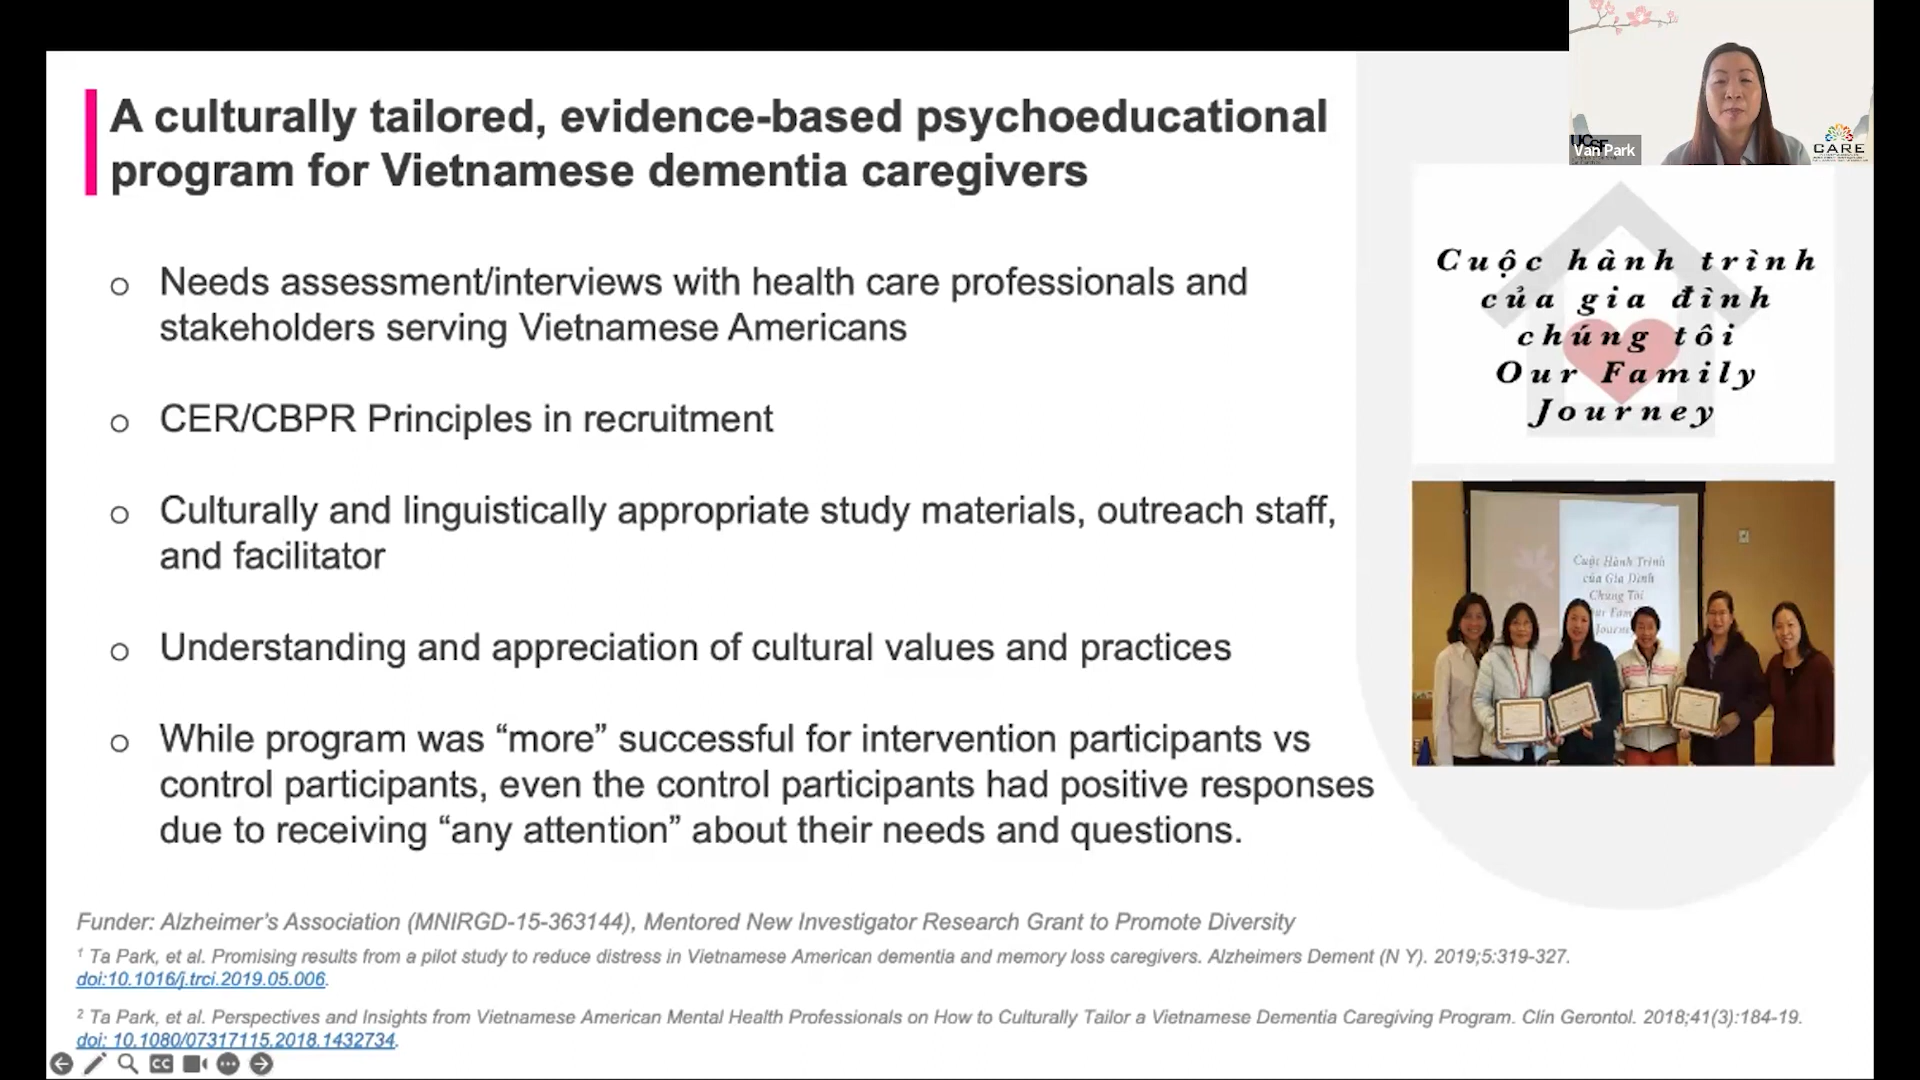 A culturally tailored, evidence-based psychoeducational
program for Vietnamese dementia caregivers
Needs assessment/interviews with health care professionals and
stakeholders serving Vietnamese Americans
CER/CBPR Principles in recruitment
Culturally and linguistically appropriate study materials, outreach staff,
and facilitator
Understanding and appreciation of cultural values and practices
While program was “more” successful for intervention participants vs
control participants, even the control participants had positive responses
due to receiving “any attention” about their needs and questions.
Funder: Alzheimer’s Association (MNIRGD-15-363144), Mentored New Investigator Research Grant to Promote Diversity
1 Ta Park, et al. Promising results from a pilot study to reduce distress in Vietnamese American dementia and memory loss caregivers. Alzheimers Dement (N Y). 2019;5:319-327.
doi:10.1016/j.trci.2019.05.006.
2 Ta Park, et al. Perspectives and Insights from Vietnamese American Mental Health Professionals on How to Culturally Tailor a Vietnamese Dementia Caregiving Program. Clin Gerontol. 2018;41(3):184-19.
doi: 10.1080/07317115.2018.1432734.
CC
Van Park
CARE
Cuộc hành trình
của gia đình
chúng tôi
Our Family
Journey
Cuộc Hành Trình
của Gia Đình
Chúng Tôi